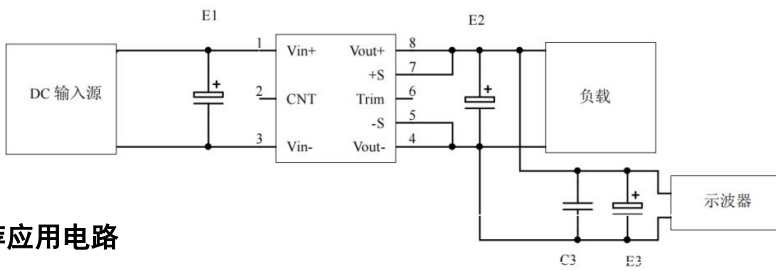 E1
E2
1 Vin+ Vout+ 8
+S 7
DC 输入源
2 CNT Trim 6
负载
-S 5
3 Vin- Vout- 4
示波器
应用电路
C3 E3